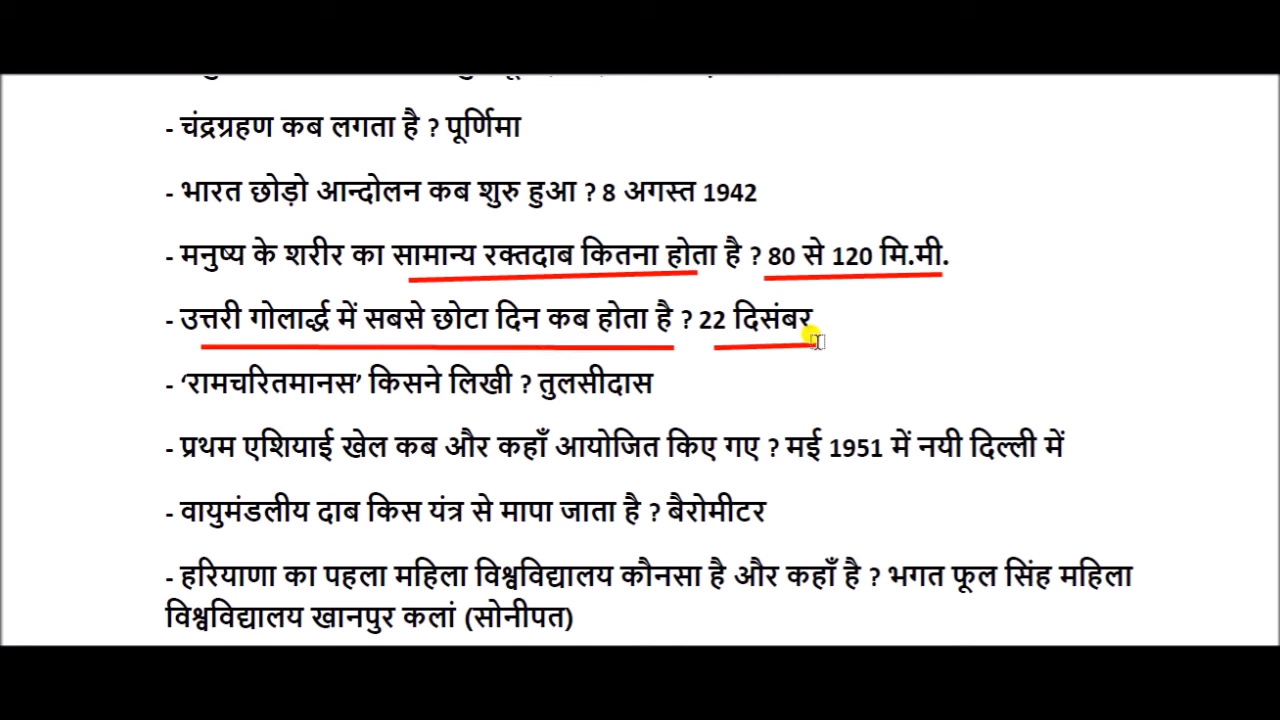 - चंद्रग्रहण कब लगता है ? पूर्णिमा
- भारत छोड़ो आन्दोलन कब शुरु हुआ ? 8 अगस्त 1942
- मनुष्य के शरीर का सामान्य रक्तदाब कितना होता है ? 80 से 120 मि.मी.
- उत्तरी गोलार्द्ध में सबसे छोटा दिन कब होता है ? 22 दिसंबर
- ‘रामचरितमानस’ किसने लिखी ? तुलसीदास
- प्रथम एशियाई खेल कब और कहाँ आयोजित किए गए ? मई 1951 में नयी दिल्ली में
- वायुमंडलीय दाब किस यंत्र से मापा जाता है ? बैरोमीटर
- हरियाणा का पहला महिला विश्वविद्यालय कौनसा है और कहाँ है ? भगत फूल सिंह महिला
विश्वविद्यालय खानपुर कलां (सोनीपत)